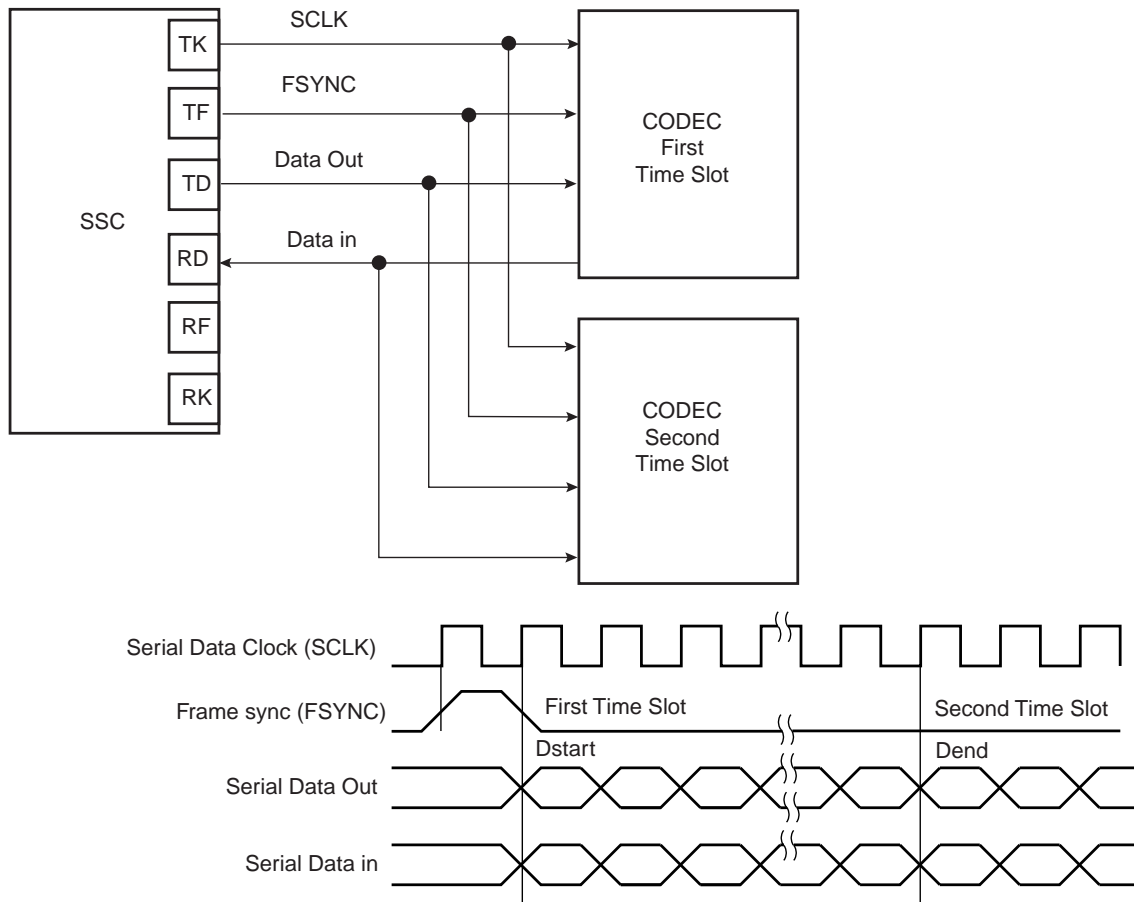 SSC
TK
TF
TD
RD
RF
RK
SCLK
FSYNC
Data Out
Data in
CODEC
First
Time Slot
CODEC
Second
Time Slot
Serial Data Clock (SCLK)
Frame sync (FSYNC)
First Time Slot
Second Time Slot
Dstart
Dend
Serial Data Out
Serial Data in